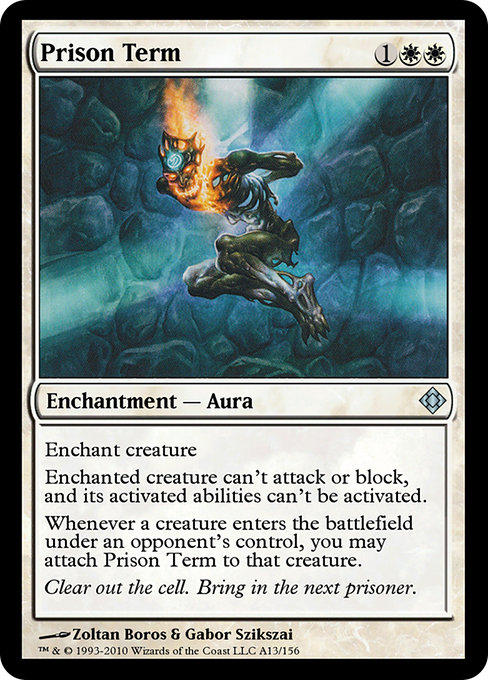 Prison Term 1
Enchantment — Aura
Enchant creature
Enchanted creature can't attack or block,
and its activated abilities can't be activated.
Whenever a creature enters the battlefield
under an opponent's control, you may
attach Prison Term to that creature.
Clear out the cell. Bring in the next prisoner.
Zoltan Boros & Gabor Szikszai
™ & © 1993-2010 Wizards of the Coast LLC A13/156